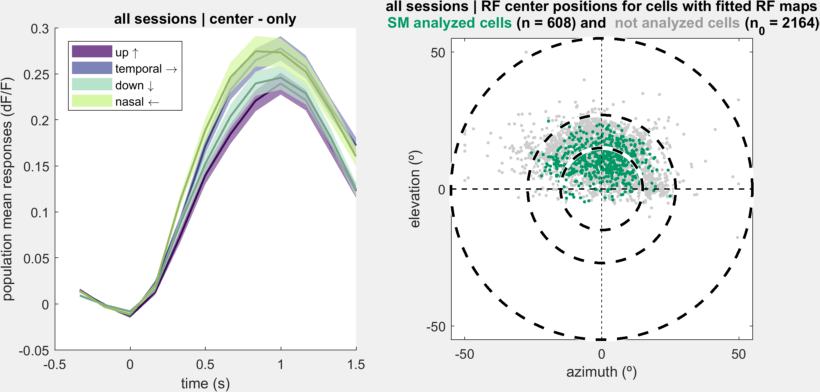 all sessions | center - only
population mean responses (dF/F)
0.3
0.25
0.2
0.15
0.1
0.05
0
-0.05
up ↑
temporal →
down ↓
nasal ←
-0.5
0
0.5
1
1.5
time (s)
all sessions | RF center positions for cells with fitted RF maps
SM analyzed cells (n = 608) and not analyzed cells (n₀ = 2164)
elevation (º)
50
0
-50
-50
0
50
azimuth (º)